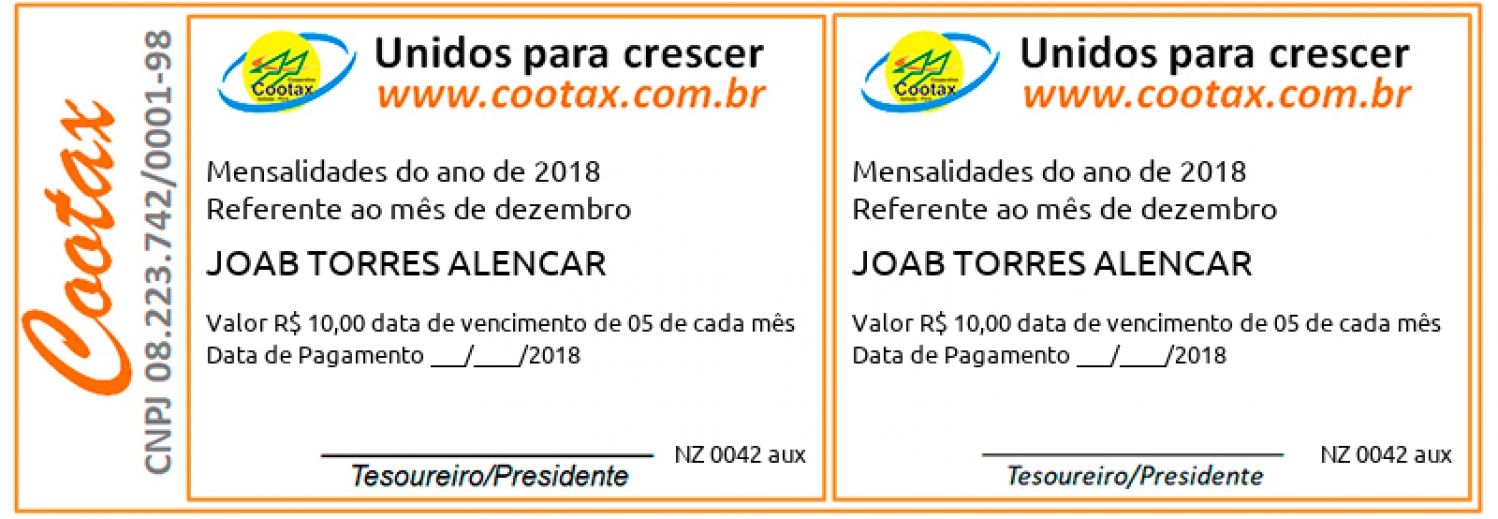 Cootax
CNPJ 08.223.742/0001-98
Cooperativa
Cootax
Unidos para crescer
www.cootax.com.br
Mensalidades do ano de 2018
Referente ao mês de dezembro
JOAB TORRES ALENCAR
Valor R$ 10,00 data de vencimento de 05 de cada mês
Data de Pagamento ___/____/2018
Tesoureiro/Presidente
NZ 0042 aux
Cooperativa
Cootax
Unidos para crescer
www.cootax.com.br
Mensalidades do ano de 2018
Referente ao mês de dezembro
JOAB TORRES ALENCAR
Valor R$ 10,00 data de vencimento de 05 de cada mês
Data de Pagamento ___/____/2018
Tesoureiro/Presidente
NZ 0042 aux